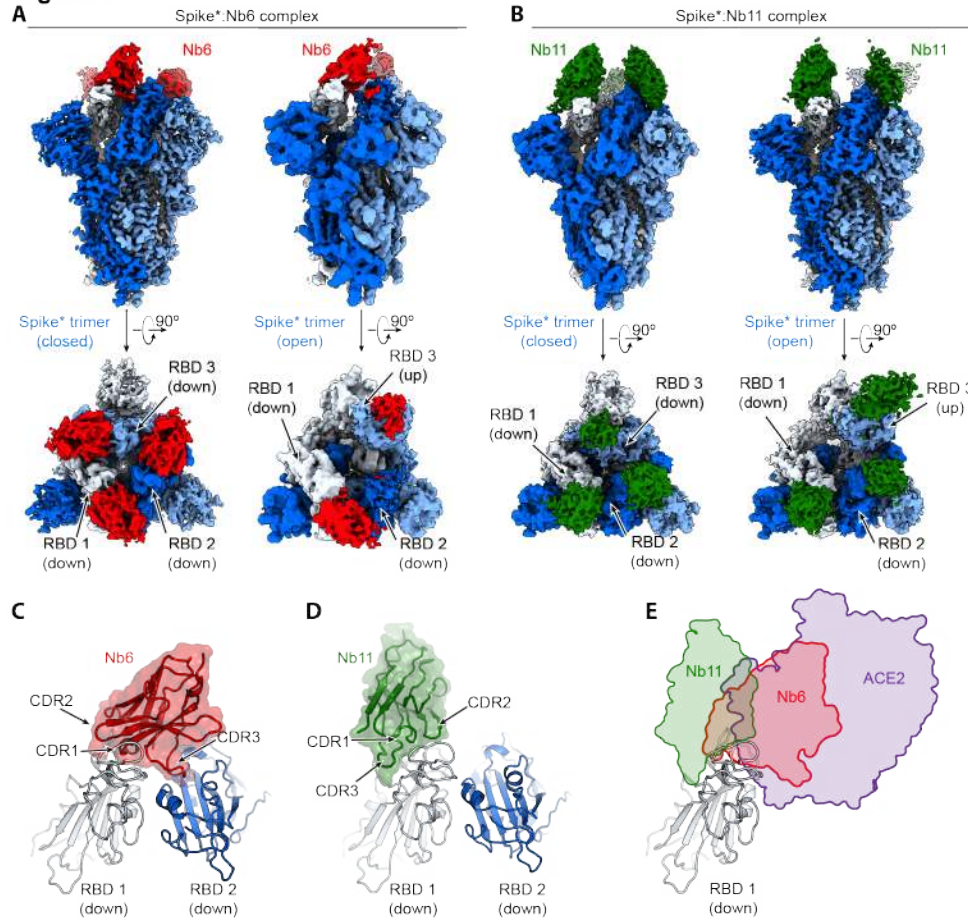 A
Spike*:Nb6 complex
Nb6
Nb6
Spike* trimer
(closed)
90º
Spike* trimer
(open)
90º
RBD 3
(down)
RBD 1
(down)
RBD 3
(up)
RBD 1
(down)
RBD 2
(down)
RBD 2
(down)
B
Spike*:Nb11 complex
Nb11
Nb11
Spike* trimer
(closed)
90º
Spike* trimer
(open)
90º
RBD 1
(down)
RBD 3
(down)
RBD 1
(down)
RBD 3
(up)
RBD 2
(down)
RBD 2
(down)
C
Nb6
CDR2
CDR1
CDR3
RBD 1
(down)
RBD 2
(down)
D
Nb11
CDR2
CDR1
CDR3
RBD 1
(down)
RBD 2
(down)
E
Nb11
Nb6
ACE2
RBD 1
(down)